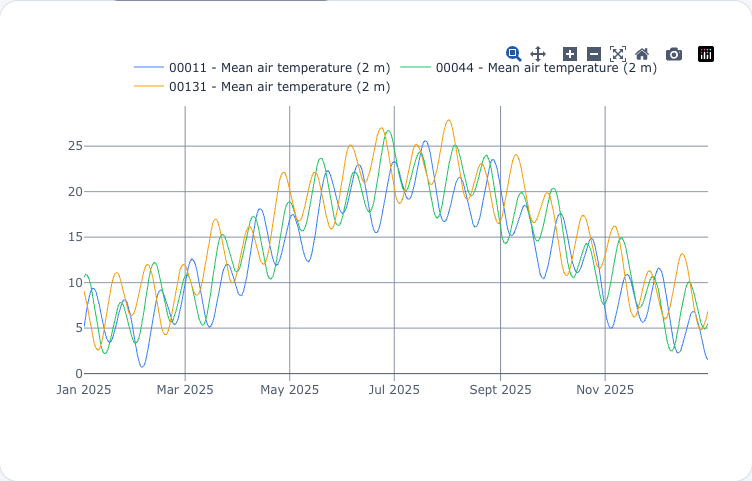 00011 - Mean air temperature (2 m) 00044 - Mean air temperature (2 m)
00131 - Mean air temperature (2 m)
25
20
15
10
5
0
Jan 2025 Mar 2025 May 2025 Jul 2025 Sept 2025 Nov 2025